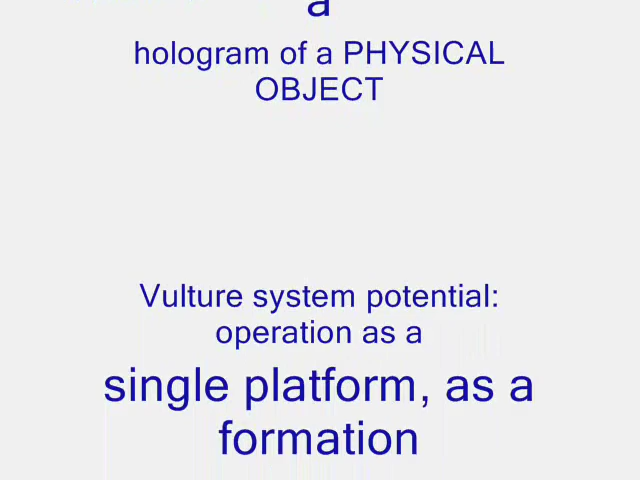 a
hologram of a PHYSICAL
OBJECT
Vulture system potential:
operation as a
single platform, as a
formation